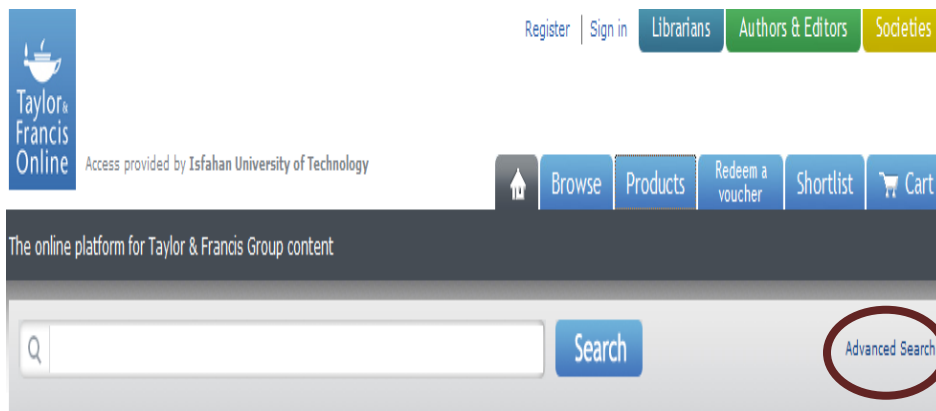 Register | Sign in Librarians Authors & Editors Societies
Taylor &
Francis
Online
Access provided by Isfahan University of Technology
Browse Products Redeem a voucher Shortlist Cart
The online platform for Taylor & Francis Group content
Search Advanced Search